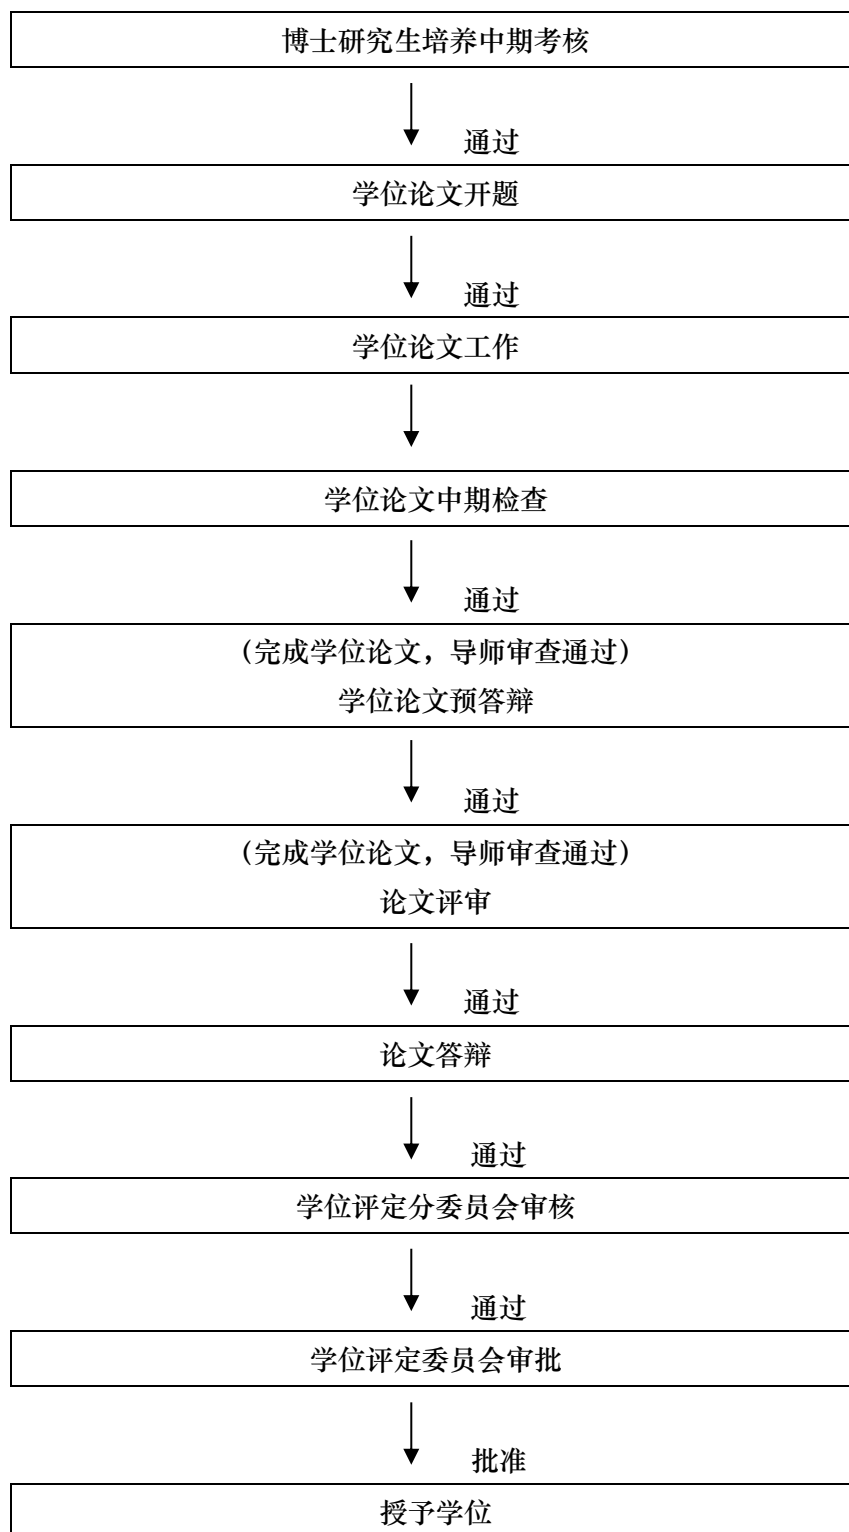 博士研究生培养中期考核
通过
学位论文开题
通过
学位论文工作
学位论文中期检查
通过
（完成学位论文，导师审查通过）
学位论文预答辩
通过
（完成学位论文，导师审查通过）
论文评审
通过
论文答辩
通过
学位评定分委员会审核
通过
学位评定委员会审批
批准
授予学位